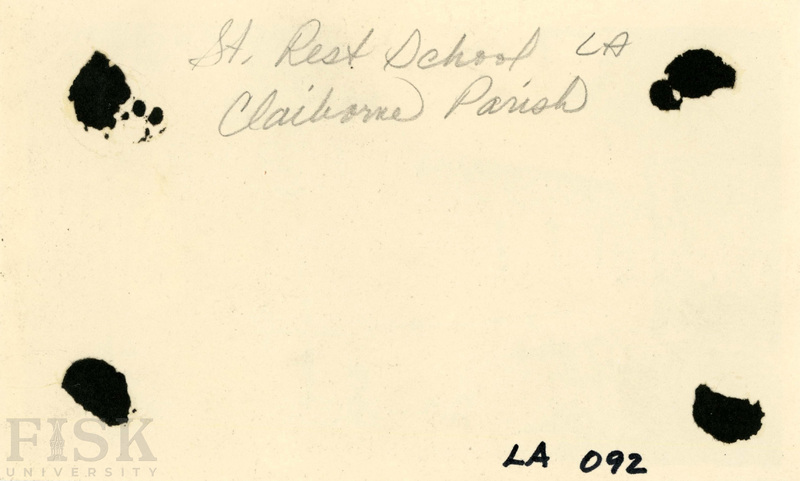 St. Rest School LA
Claiborne Parish
FISK
UNIVERSITY
LA 092